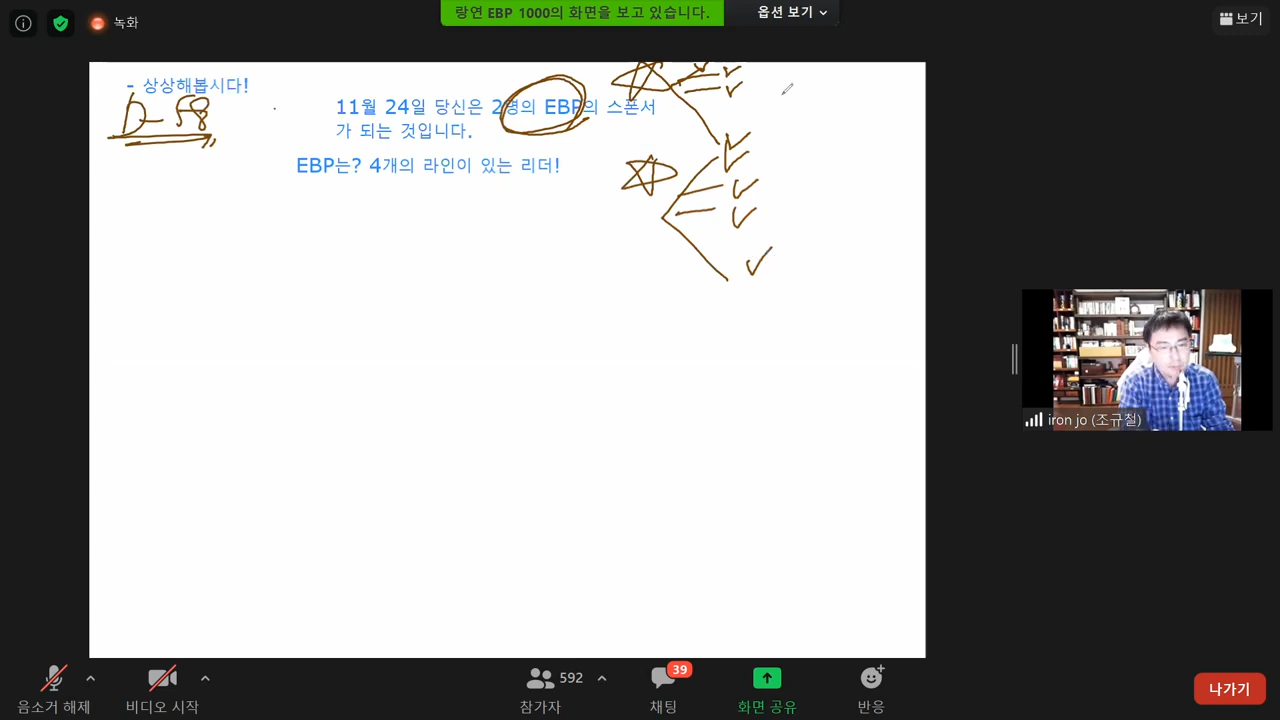 녹화
랑연 EBP 1000의 화면을 보고 있습니다.
옵션 보기
보기
- 상상해봅시다!
D-58
11월 24일 당신은 2명의 EBP의 스폰서
가 되는 것입니다.
EBP는? 4개의 라인이 있는 리더!
iron jo (조규철)
음소거 해제
비디오 시작
592
참가자
39
채팅
화면 공유
반응
나가기